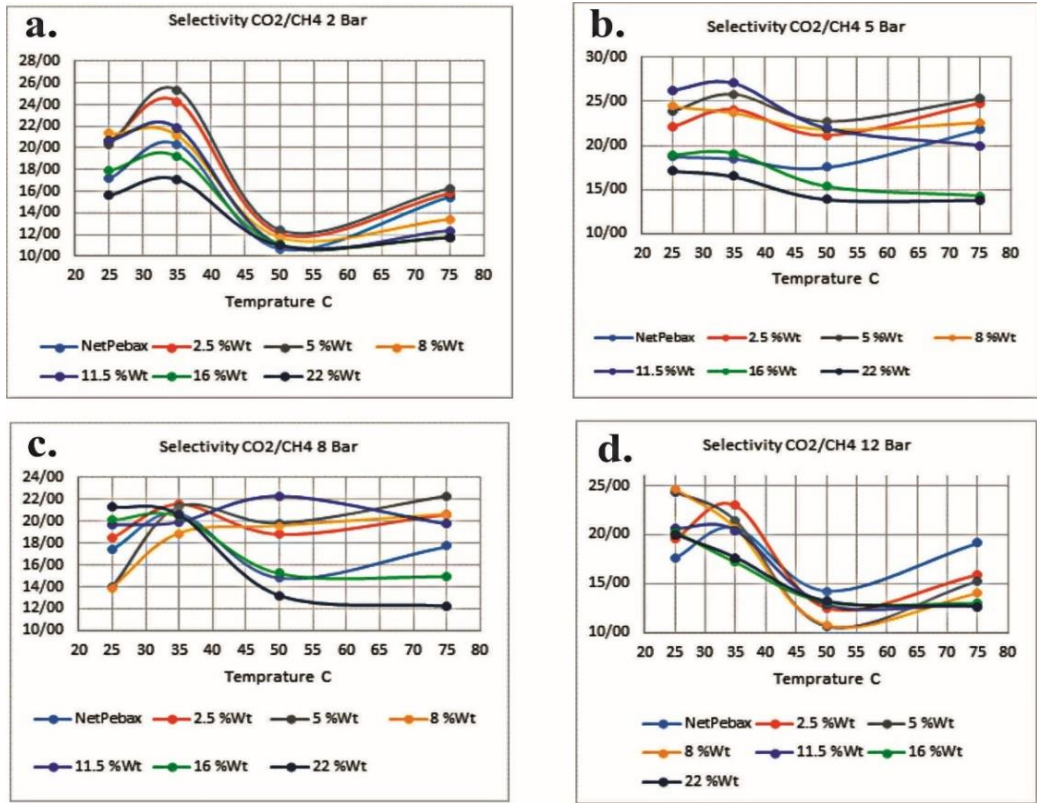 a.
Selectivity CO2/CH4 2 Bar
28/00
26/00
24/00
22/00
20/00
18/00
16/00
14/00
12/00
10/00
20 25 30 35 40 45 50 55 60 65 70 75 80
Temprature C
NetPebax 2.5 %Wt 5 %Wt 8 %Wt
11.5 %Wt 16 %Wt 22 %Wt
b.
Selectivity CO2/CH4 5 Bar
30/00
25/00
20/00
15/00
10/00
20 25 30 35 40 45 50 55 60 65 70 75 80
Temprature C
NetPebax 2.5 %Wt 5 %Wt 8 %Wt
11.5 %Wt 16 %Wt 22 %Wt
c.
Selectivity CO2/CH4 8 Bar
24/00
22/00
20/00
18/00
16/00
14/00
12/00
10/00
20 25 30 35 40 45 50 55 60 65 70 75 80
Temprature C
NetPebax 2.5 %Wt 5 %Wt 8 %Wt
11.5 %Wt 16 %Wt 22 %Wt
d.
Selectivity CO2/CH4 12 Bar
25/00
20/00
15/00
10/00
20 25 30 35 40 45 50 55 60 65 70 75 80
Temprature C
NetPebax 2.5 %Wt 5 %Wt
8 %Wt 11.5 %Wt 16 %Wt
22 %Wt